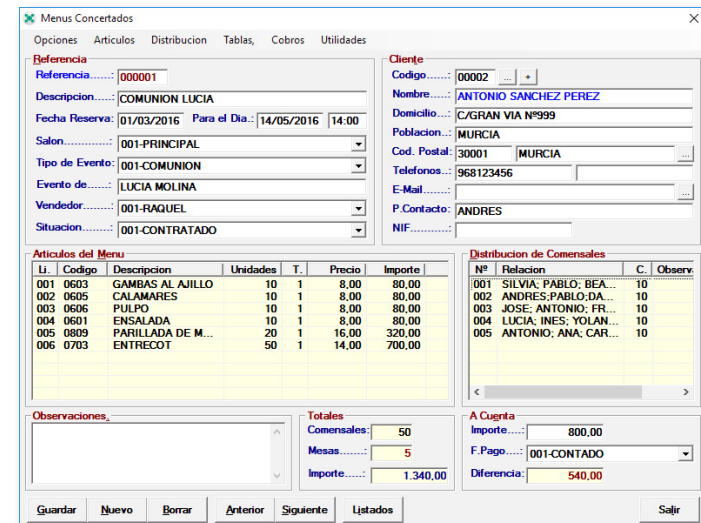 Menus Concertados
Opciones Articulos Distribucion Tablas, Cobros Utilidades
Referencia
Referencia......: 000001
Descripcion.....: COMUNION LUCIA
Fecha Reserva: 01/03/2016 Para el Dia.: 14/05/2016 14:00
Salon.............: 001-PRINCIPAL
Tipo de Evento: 001-COMUNION
Evento de......: LUCIA MOLINA
Vendedor........: 001-RAQUEL
Situacion........: 001-CONTRATADO
Cliente
Codigo......: 00002 ... +
Nombre....: ANTONIO SANCHEZ PEREZ
Domicilio...: C/GRAN VIA Nº999
Poblacion..: MURCIA
Cod. Postal: 30001 MURCIA ...
Telefonos..: 968123456
E-Mail.......: ...
P.Contacto: ANDRES
NIF...........:
Articulos del Menu
Li. Codigo Descripcion Unidades T. Precio Importe
001 0603 GAMBAS AL AJILLO 10 1 8,00 80,00
002 0605 CALAMARES 10 1 8,00 80,00
003 0606 PULPO 10 1 8,00 80,00
004 0601 ENSALADA 10 1 8,00 80,00
005 0809 PARILLADA DE M... 20 1 16,00 320,00
006 0703 ENTRECOT 50 1 14,00 700,00
Distribucion de Comensales
Nº Relacion C. Observ
001 SILVIA; PABLO; BEA... 10
002 ANDRES;PABLO;DA... 10
003 JOSE; ANTONIO; FR... 10
004 LUCIA; INES; YOLAN... 10
005 ANTONIO; ANA; CAR... 10
Observaciones.
Totales
Comensales: 50
Mesas.......: 5
Importe.....: 1.340,00
A Cuenta
Importe....: 800,00
F.Pago....: 001-CONTADO
Diferencia: 540,00
Guardar Nuevo Borrar Anterior Siguiente Listados Salir